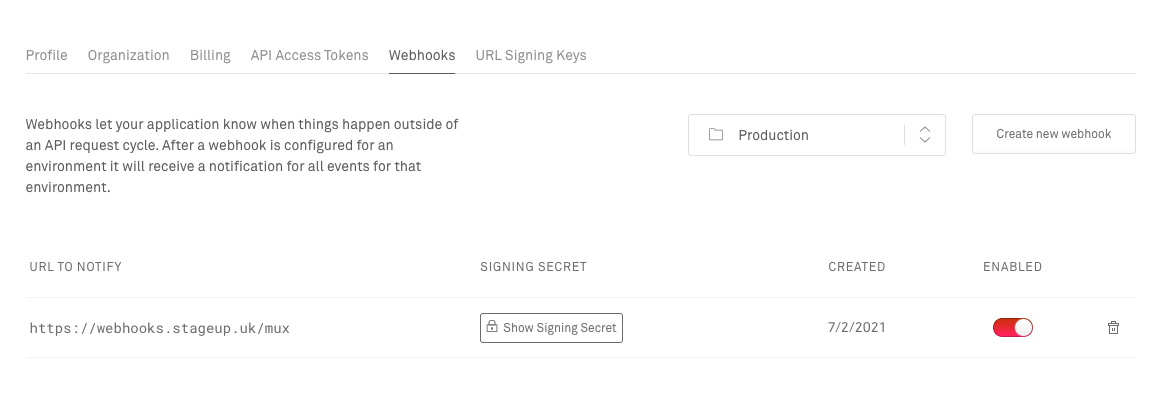 Profile Organization Billing API Access Tokens Webhooks URL Signing Keys
Webhooks let your application know when things happen outside of
an API request cycle. After a webhook is configured for an
environment it will receive a notification for all events for that
environment.
Production
Create new webhook
URL TO NOTIFY SIGNING SECRET CREATED ENABLED
https://webhooks.stageup.uk/mux Show Signing Secret 7/2/2021